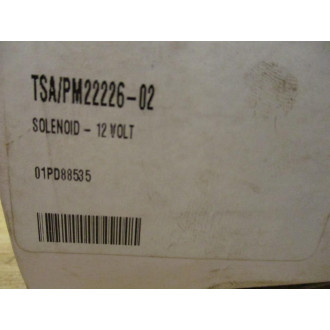 TSA/PM22226-02
SOLENOID - 12 VOLT
01PD88535